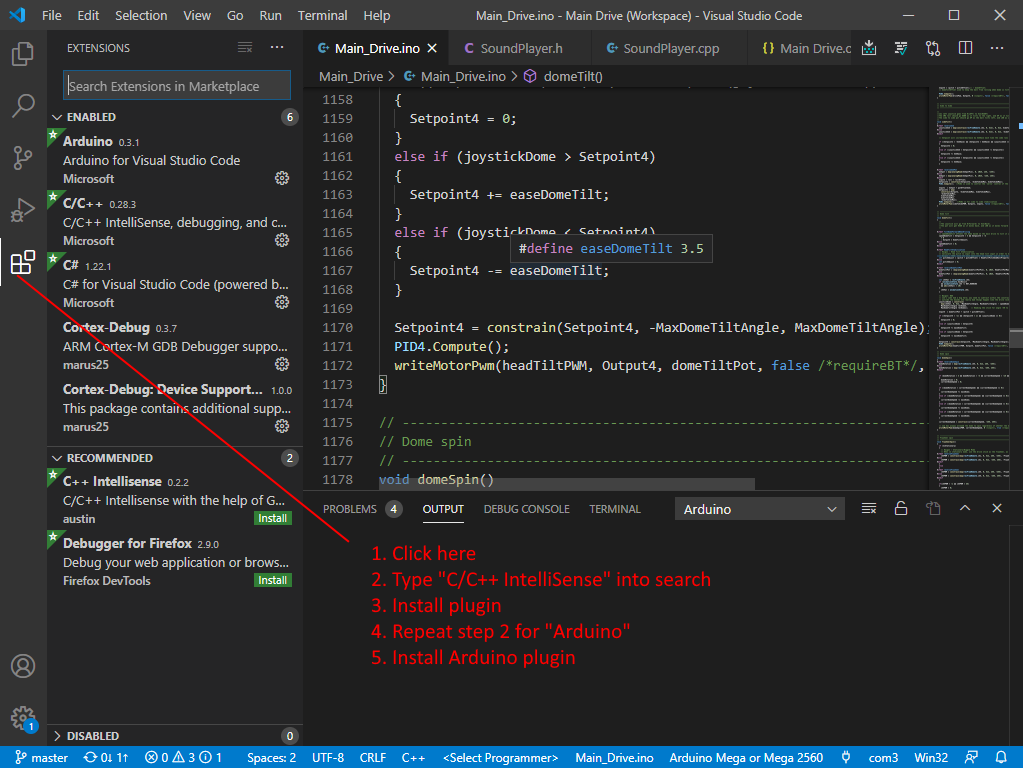 File Edit Selection View Go Run Terminal Help Main_Drive.ino - Main Drive (Workspace) - Visual Studio Code
EXTENSIONS
Search Extensions in Marketplace
ENABLED 6
Arduino 0.3.1
Arduino for Visual Studio Code
Microsoft
C/C++ 0.28.3
C/C++ IntelliSense, debugging, and c...
Microsoft
C# 1.22.1
C# for Visual Studio Code (powered b...
Microsoft
Cortex-Debug 0.3.7
ARM Cortex-M GDB Debugger suppo...
marus25
Cortex-Debug: Device Support... 1.0.0
This package contains additional supp...
marus25
RECOMMENDED 2
C++ Intellisense 0.2.2
C/C++ Intellisense with the help of G...
austin Install
Debugger for Firefox 2.9.0
Debug your web application or brows...
Firefox DevTools Install
DISABLED 0
1
Main_Drive.ino SoundPlayer.h SoundPlayer.cpp Main Drive.c
Main_Drive > Main_Drive.ino > domeTilt()
1158 {
1159 Setpoint4 = 0;
1160 }
1161 else if (joystickDome > Setpoint4)
1162 {
1163 Setpoint4 += easeDomeTilt;
1164 }
1165 else if (joystickDome < Setpoint4)
#define easeDomeTilt 3.5
1166 {
1167 Setpoint4 -= easeDomeTilt;
1168 }
1169
1170 Setpoint4 = constrain(Setpoint4, -MaxDomeTiltAngle, MaxDomeTiltAngle);
1171 PID4.Compute();
1172 writeMotorPwm(headTiltPWM, Output4, domeTiltPot, false /*requireBT*/,
1173 }
1174
1175 // ------------------------------------------------------------------------
1176 // Dome spin
1177 // ------------------------------------------------------------------------
1178 void domeSpin()
PROBLEMS 4 OUTPUT DEBUG CONSOLE TERMINAL Arduino
1. Click here
2. Type "C/C++ IntelliSense" into search
3. Install plugin
4. Repeat step 2 for "Arduino"
5. Install Arduino plugin
master 0↓ 1↑ 0 3 1 Spaces: 2 UTF-8 CRLF C++ <Select Programmer> Main_Drive.ino Arduino Mega or Mega 2560 com3 Win32